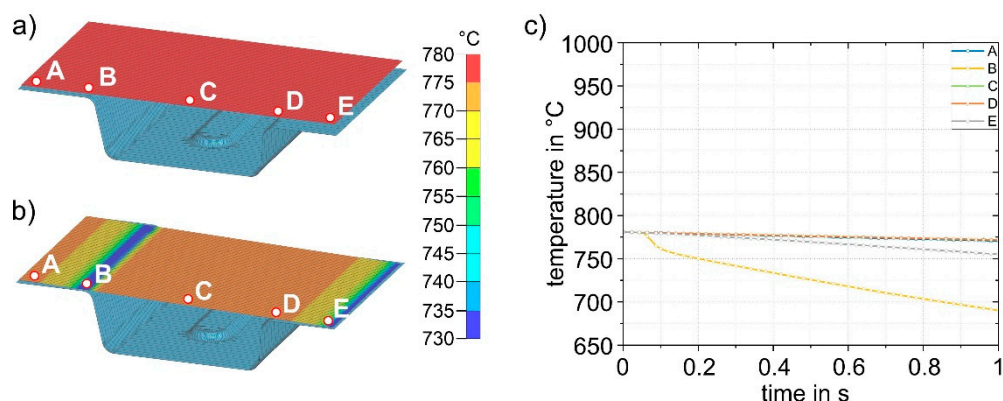 a)
A
B
C
D
E
b)
A
B
C
D
E
°C
780
775
770
765
760
755
750
745
740
735
730
c)
temperature in °C
1000
950
900
850
800
750
700
650
0
0.2
0.4
0.6
0.8
1
time in s
A
B
C
D
E